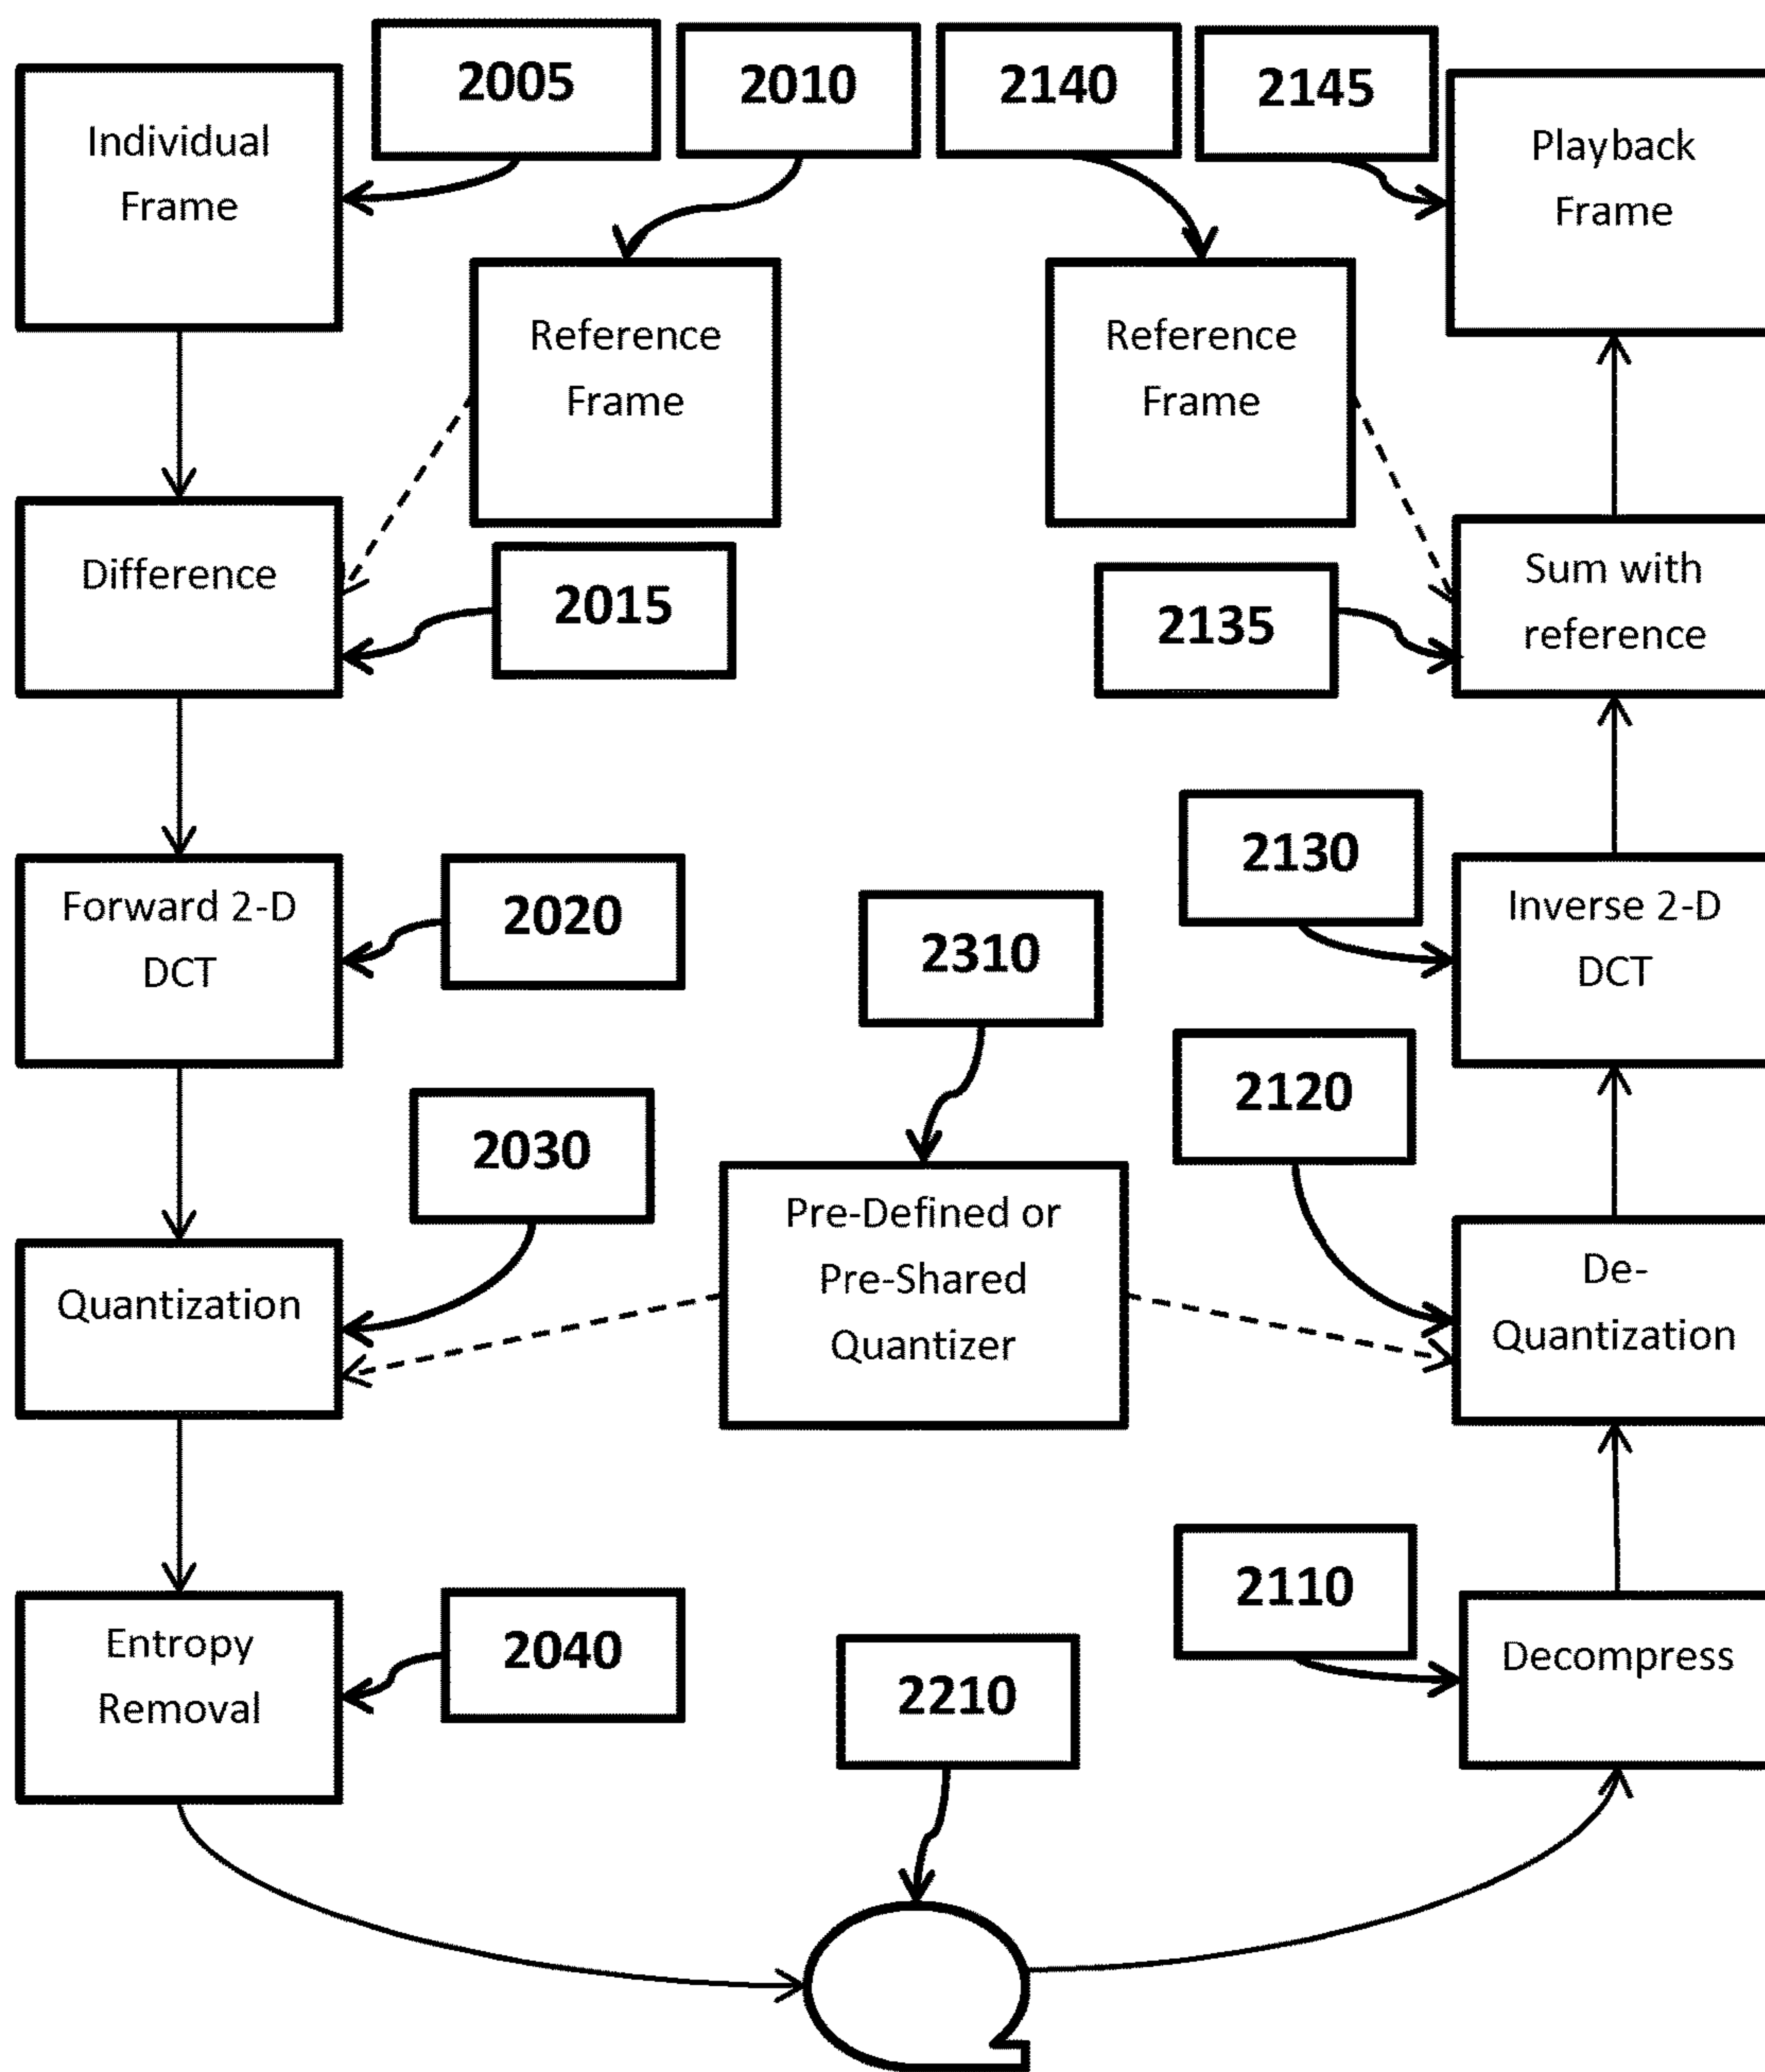 2005
2010
2140
2145
Individual
Frame
Playback
Frame
Reference
Frame
Reference
Frame
Difference
2015
2135
Sum with
reference
Forward 2-D
DCT
2020
2310
2130
Inverse 2-D
DCT
2030
2120
Quantization
Pre-Defined or
Pre-Shared
Quantizer
De-
Quantization
Entropy
Removal
2040
2210
2110
Decompress